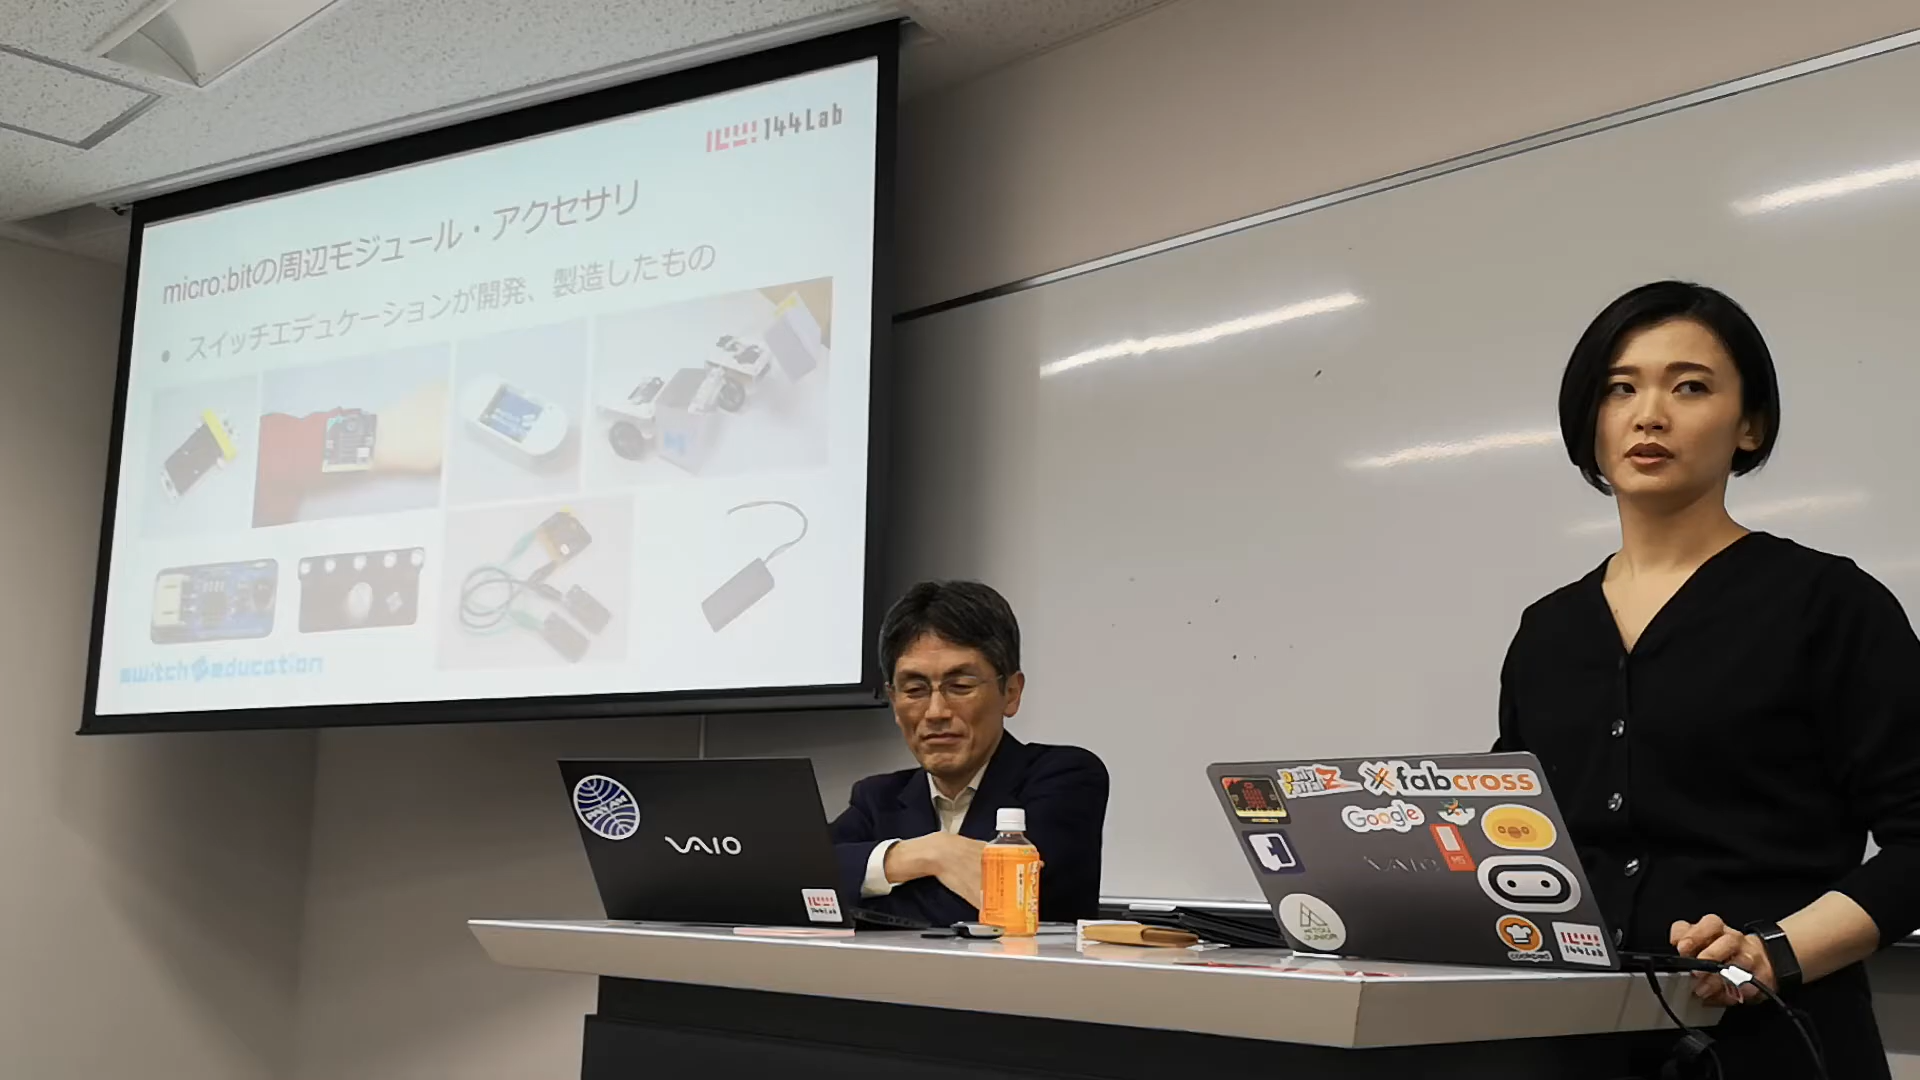 144Lab
micro:bitの周辺モジュール・アクセサリ
● スイッチエデュケーションが開発、製造したもの
switch education
VAIO
144Lab
fabcross
Google
VAIO
cookpad
144Lab